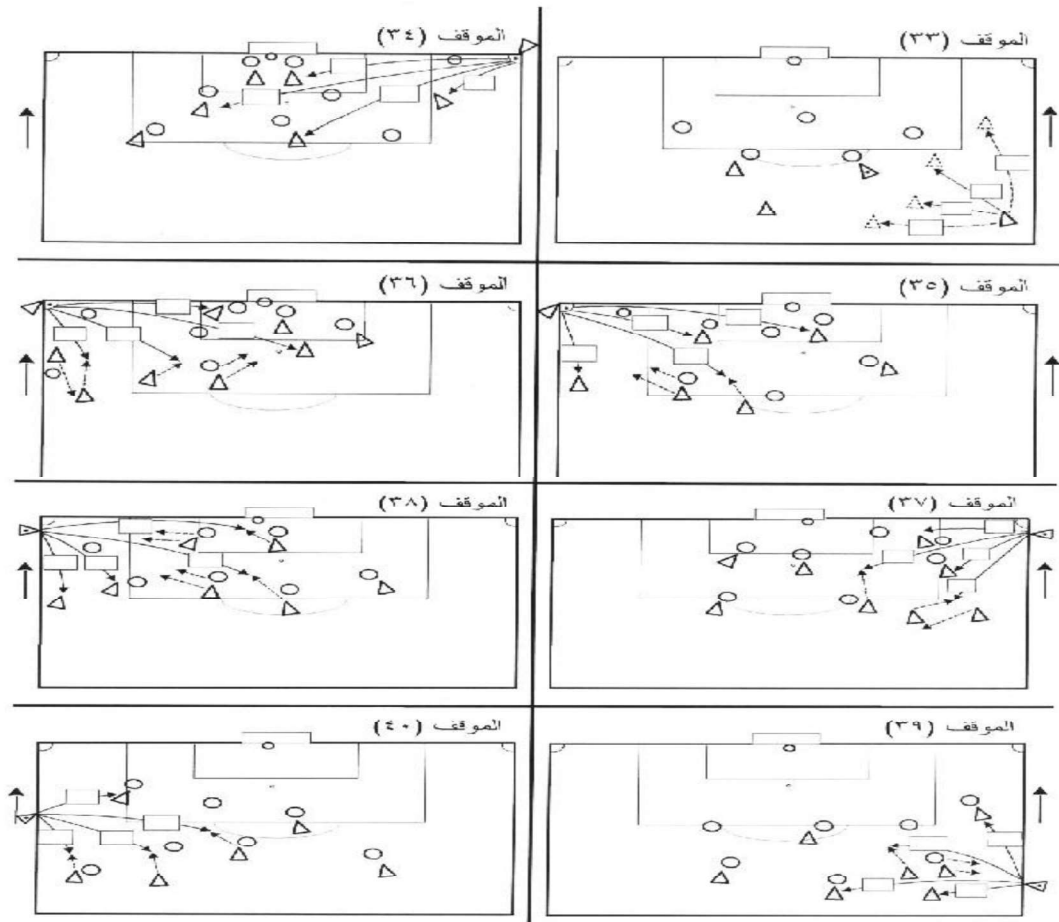 الموقف (٣٣)
الموقف (٣٤)
الموقف (٣٥)
الموقف (٣٦)
الموقف (٣٧)
الموقف (٣٨)
الموقف (٣٩)
الموقف (٤٠)